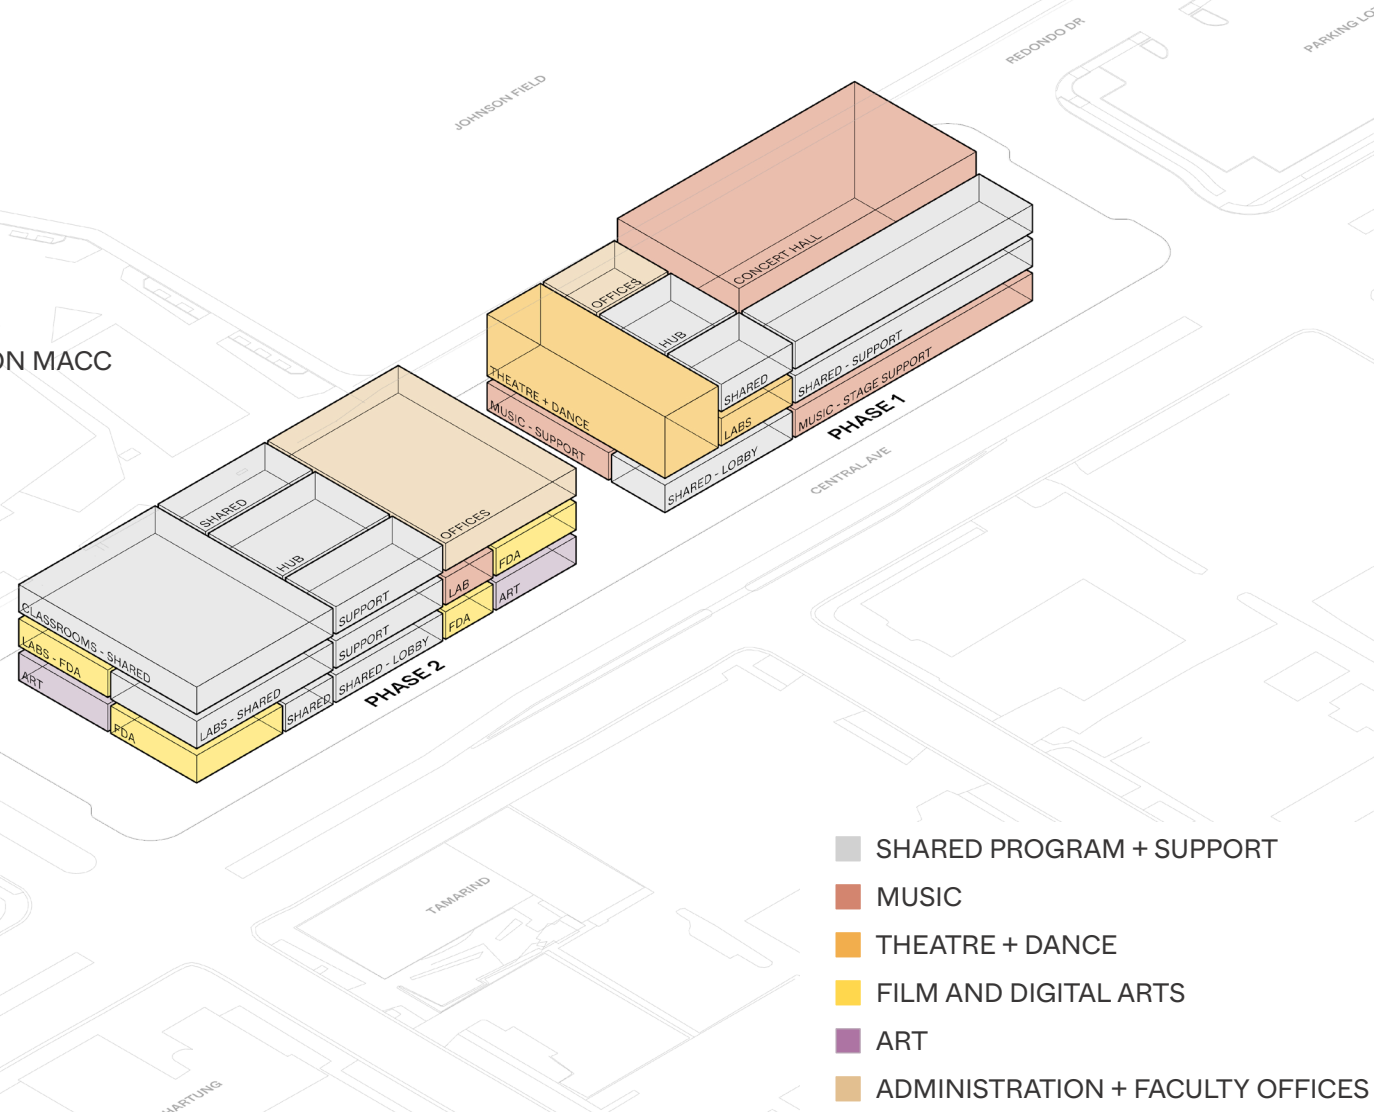 REDONDO DR
PARKING LO
JOHNSON FIELD
CONCERT HALL
OFFICES
HUB
SHARED
SHARED - SUPPORT
MUSIC - STAGE SUPPORT
THEATRE + DANCE
LABS
MUSIC - SUPPORT
SHARED - LOBBY
PHASE 1
CENTRAL AVE
ON MACC
OFFICES
SHARED
HUB
FDA
LAB
ART
FDA
SUPPORT
SUPPORT
SHARED - LOBBY
CLASSROOMS - SHARED
LABS - FDA
ART
LABS - SHARED
SHARED
FDA
PHASE 2
TAMARIND
HARTUNG
SHARED PROGRAM + SUPPORT
MUSIC
THEATRE + DANCE
FILM AND DIGITAL ARTS
ART
ADMINISTRATION + FACULTY OFFICES